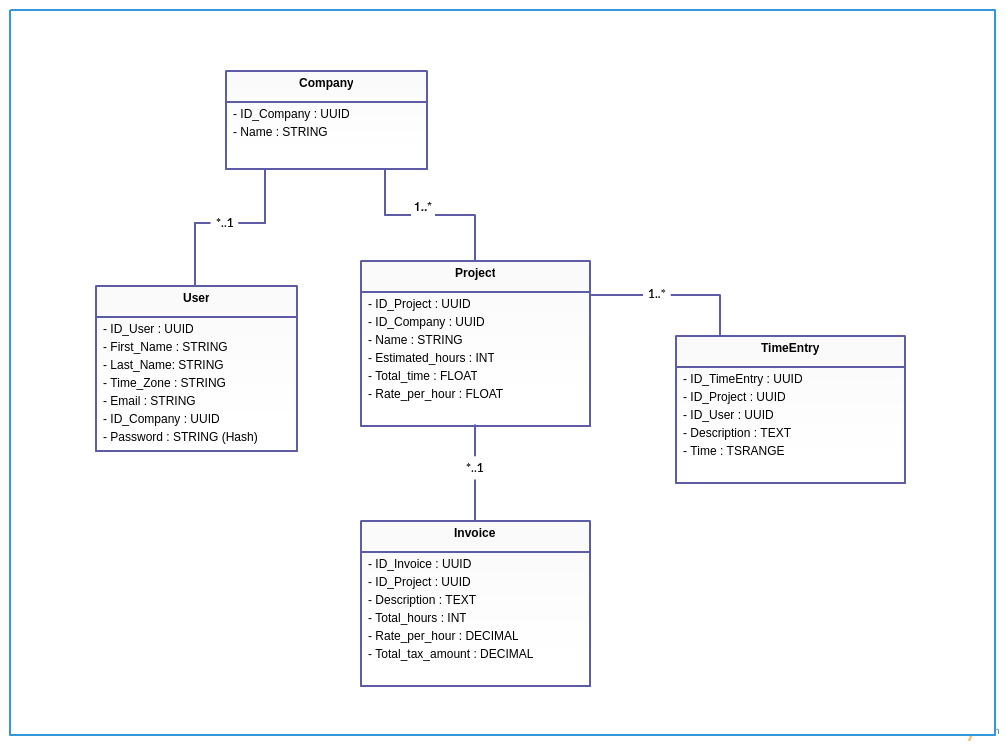 Company
- ID_Company : UUID
- Name : STRING
*..1
1..*
User
- ID_User : UUID
- First_Name : STRING
- Last_Name: STRING
- Time_Zone : STRING
- Email : STRING
- ID_Company : UUID
- Password : STRING (Hash)
Project
- ID_Project : UUID
- ID_Company : UUID
- Name : STRING
- Estimated_hours : INT
- Total_time : FLOAT
- Rate_per_hour : FLOAT
1..*
TimeEntry
- ID_TimeEntry : UUID
- ID_Project : UUID
- ID_User : UUID
- Description : TEXT
- Time : TSRANGE
*..1
Invoice
- ID_Invoice : UUID
- ID_Project : UUID
- Description : TEXT
- Total_hours : INT
- Rate_per_hour : DECIMAL
- Total_tax_amount : DECIMAL